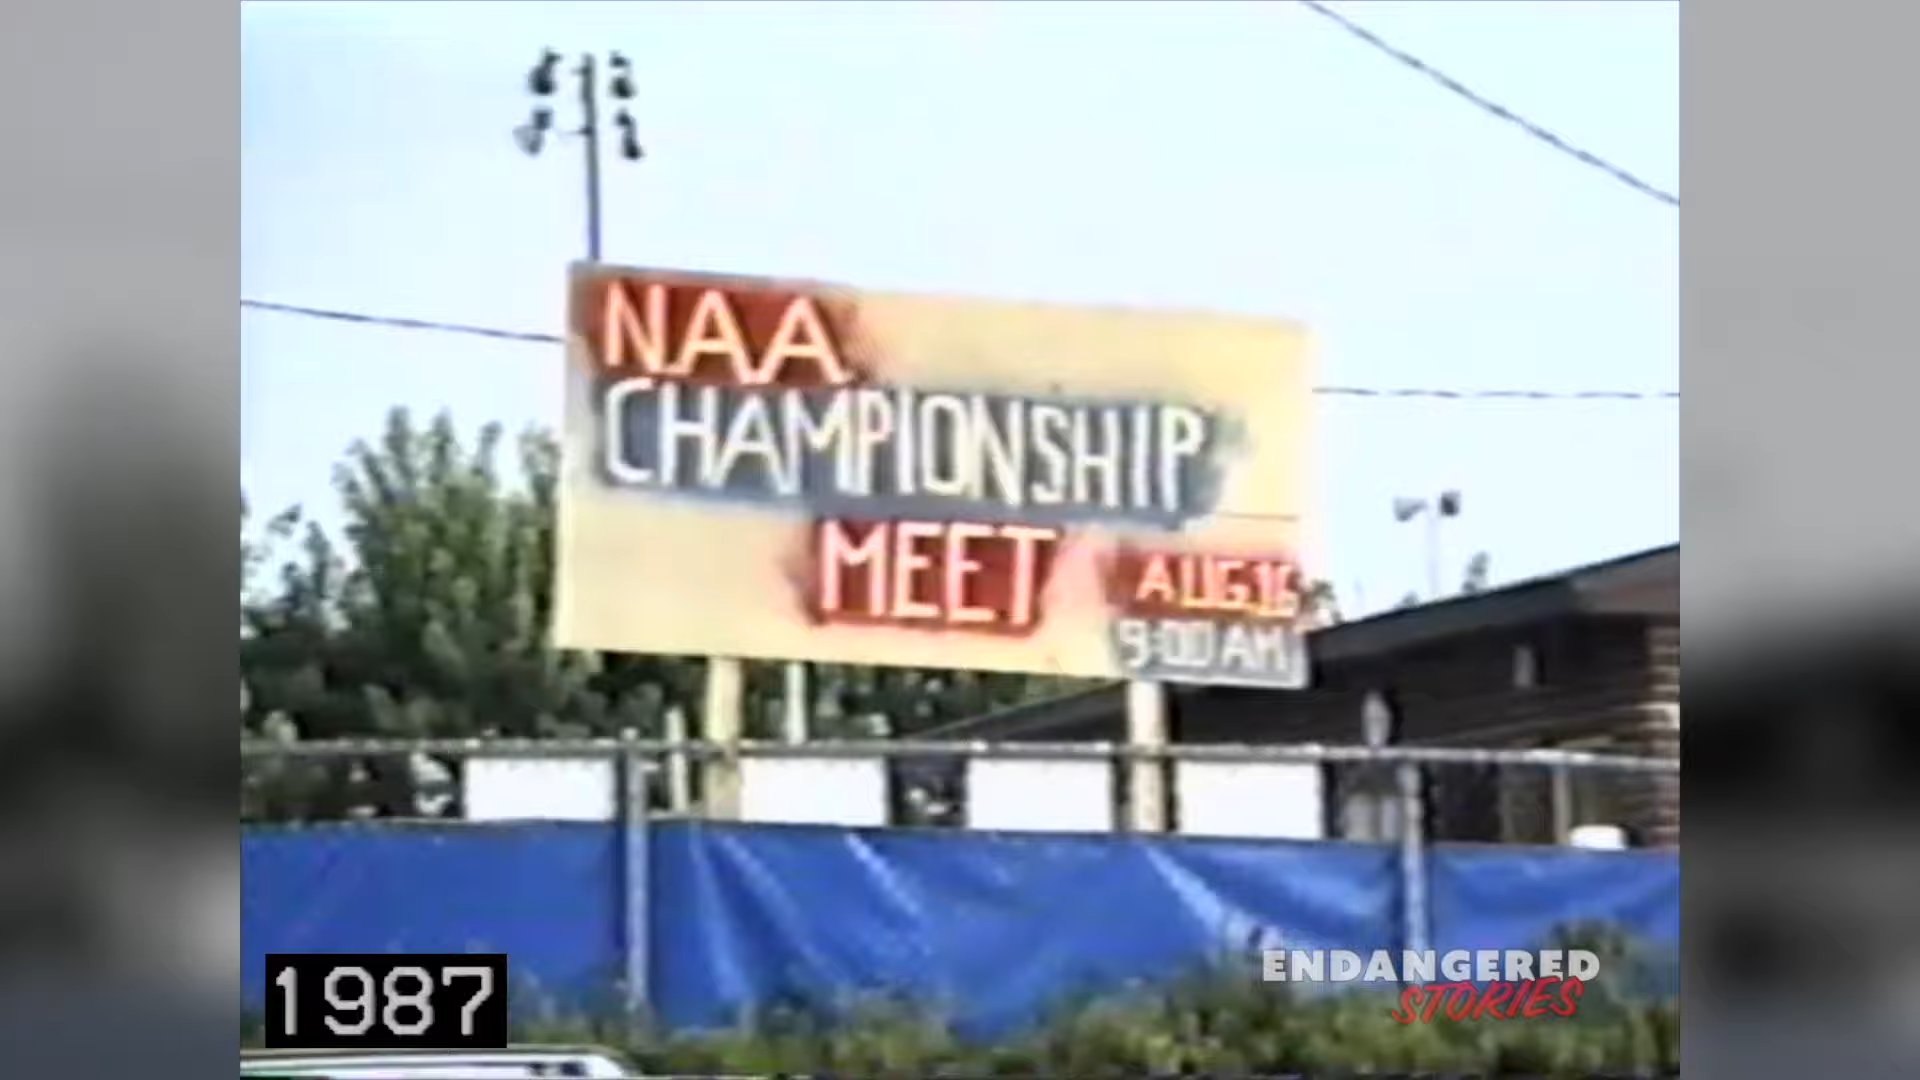 NAA
CHAMPIONSHIP
MEET
AUG.16
9:00 AM
1987
ENDANGERED
STORIES